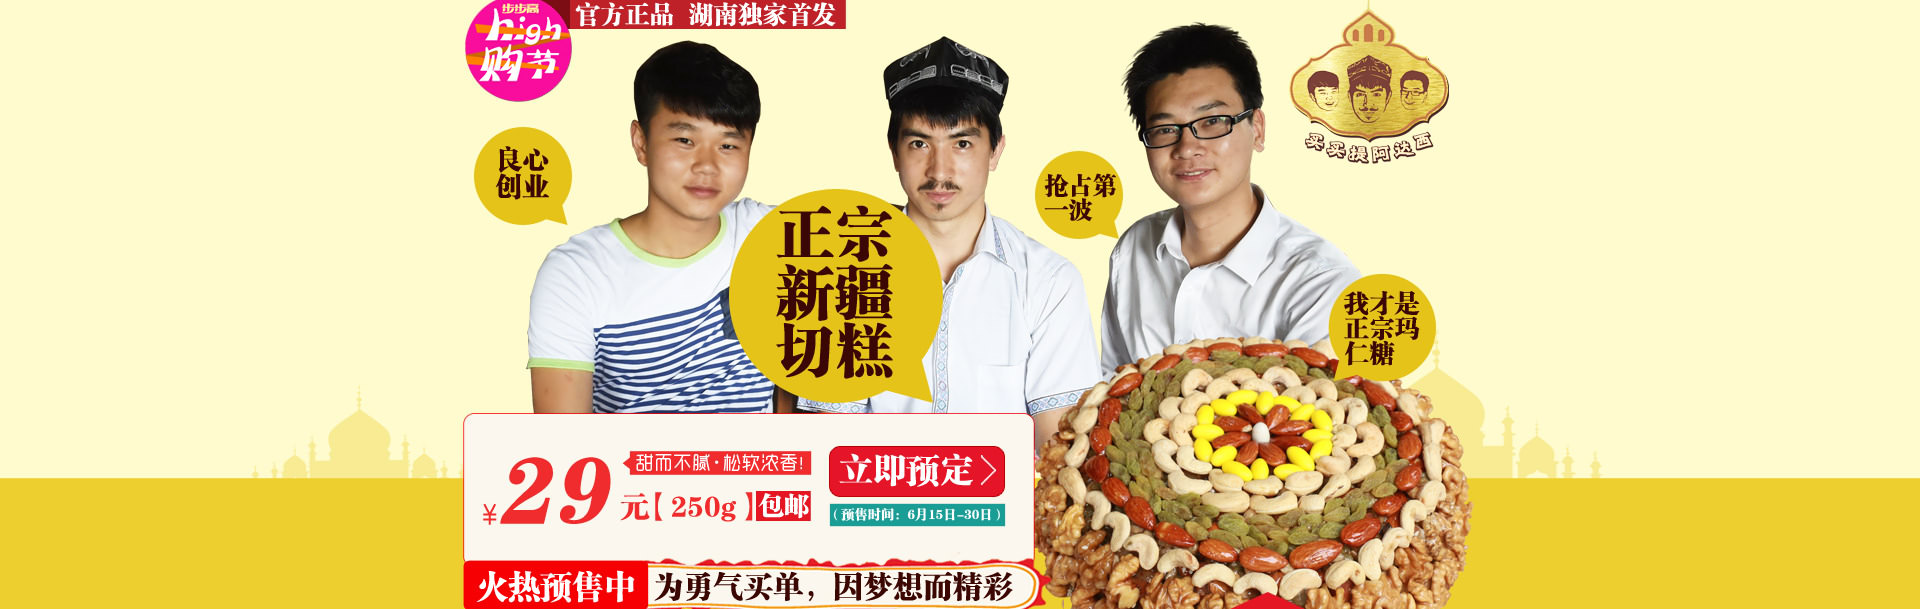 步步高
high
购节
官方正品 湖南独家首发
买买提阿达西
良心
创业
抢占第
一波
正宗
新疆
切糕
我才是
正宗玛
仁糖
甜而不腻·松软浓香!
¥29元【250g】包邮
立即预定
(预售时间：6月15日-30日)
火热预售中 为勇气买单，因梦想而精彩